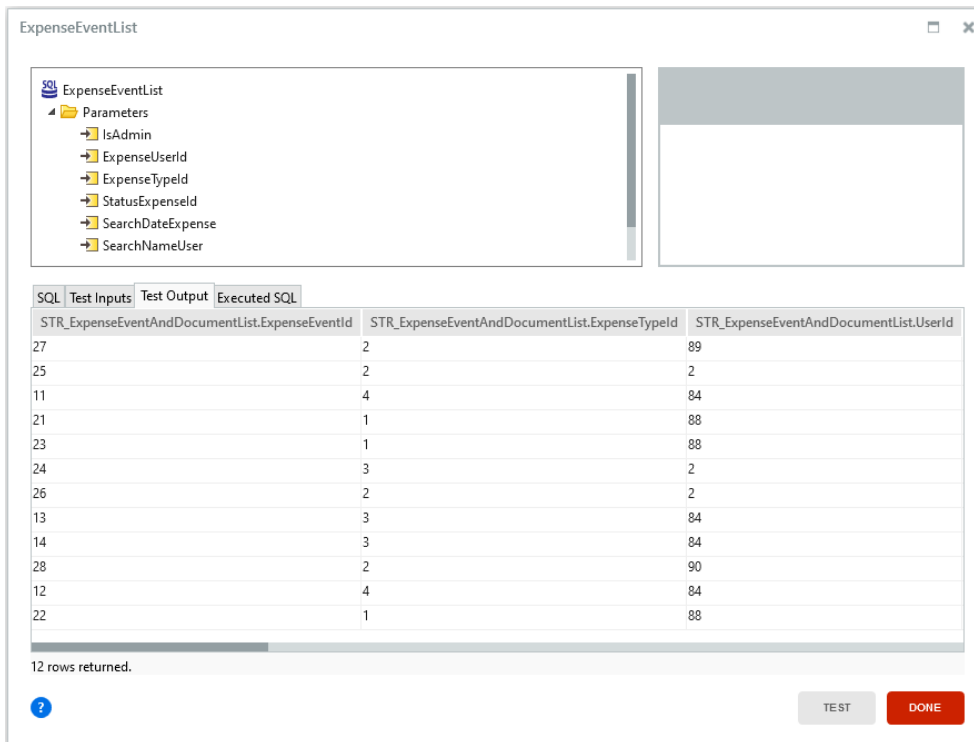 ExpenseEventList
SQL ExpenseEventList
Parameters
IsAdmin
ExpenseUserId
ExpenseTypeId
StatusExpenseId
SearchDateExpense
SearchNameUser
SQL Test Inputs Test Output Executed SQL
STR_ExpenseEventAndDocumentList.ExpenseEventId STR_ExpenseEventAndDocumentList.ExpenseTypeId STR_ExpenseEventAndDocumentList.UserId
27 2 89
25 2 2
11 4 84
21 1 88
23 1 88
24 3 2
26 2 2
13 3 84
14 3 84
28 2 90
12 4 84
22 1 88
12 rows returned.
? TEST DONE